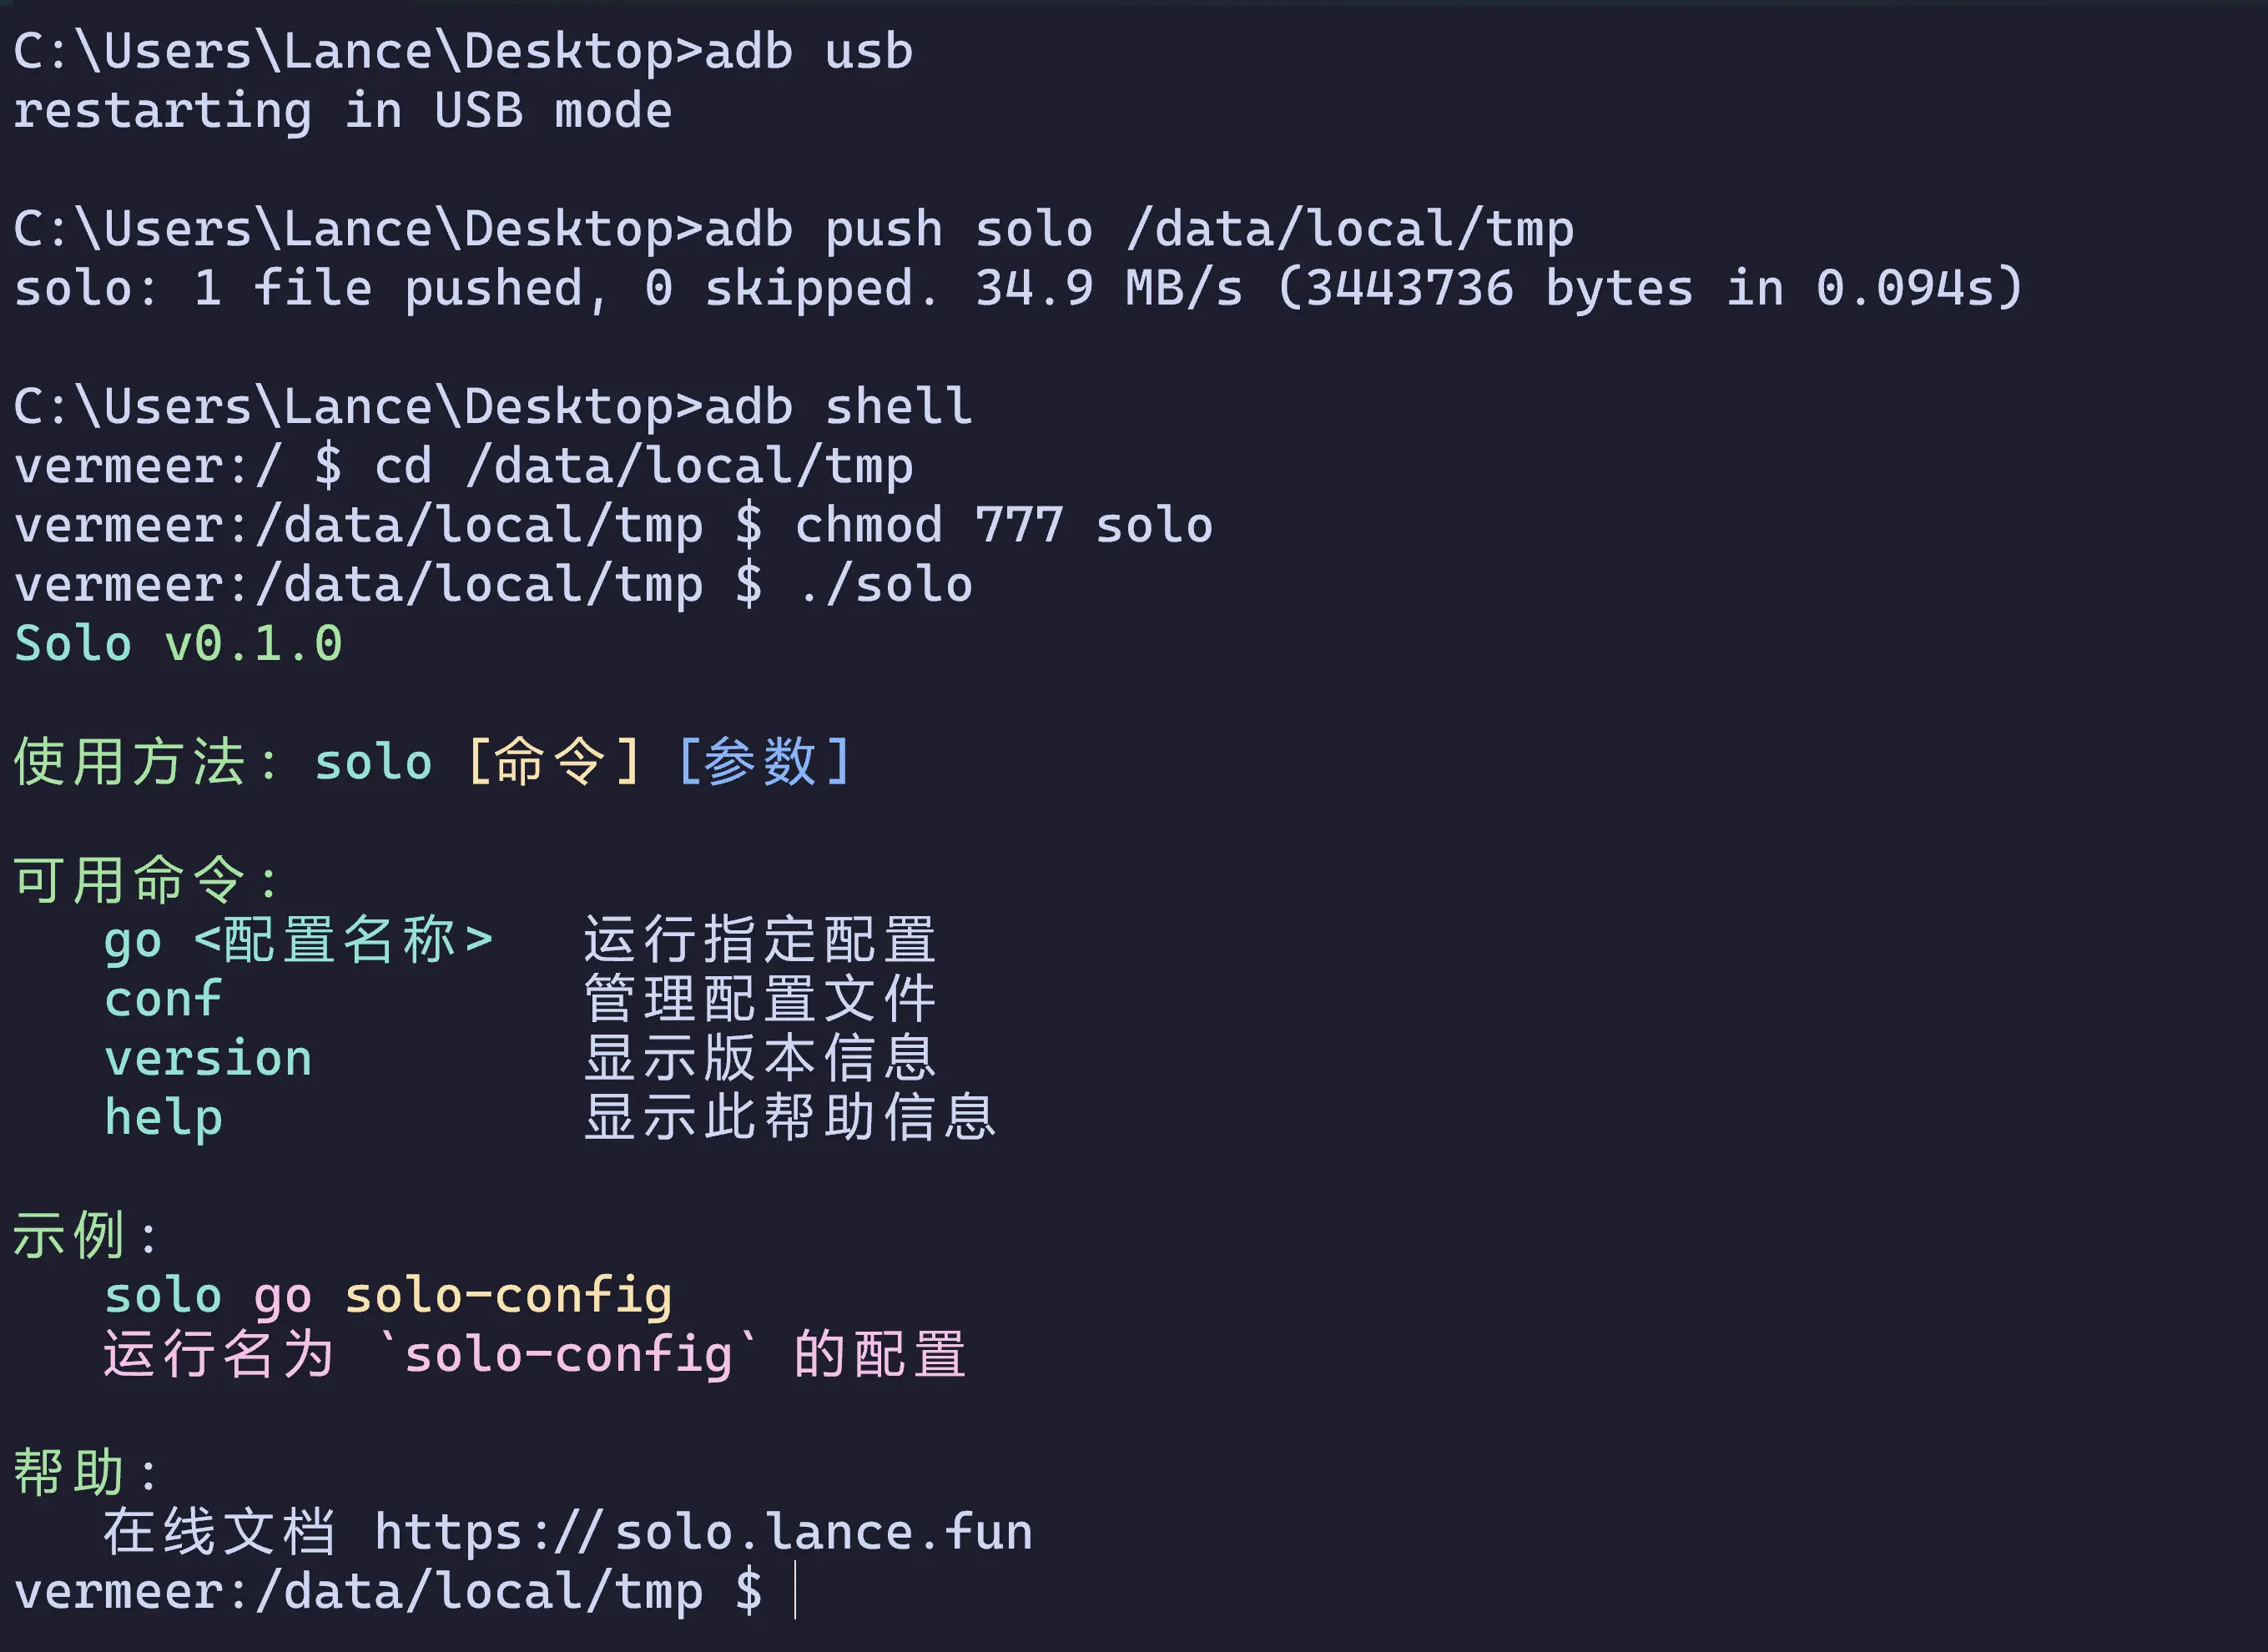 C:\Users\Lance\Desktop>adb usb
restarting in USB mode
C:\Users\Lance\Desktop>adb push solo /data/local/tmp
solo: 1 file pushed, 0 skipped. 34.9 MB/s (3443736 bytes in 0.094s)
C:\Users\Lance\Desktop>adb shell
vermeer:/ $ cd /data/local/tmp
vermeer:/data/local/tmp $ chmod 777 solo
vermeer:/data/local/tmp $ ./solo
Solo v0.1.0
使用方法: solo [命令] [参数]
可用命令:
go <配置名称> 运行指定配置
conf 管理配置文件
version 显示版本信息
help 显示此帮助信息
示例:
solo go solo-config
运行名为 `solo-config` 的配置
帮助:
在线文档 https://solo.lance.fun
vermeer:/data/local/tmp $